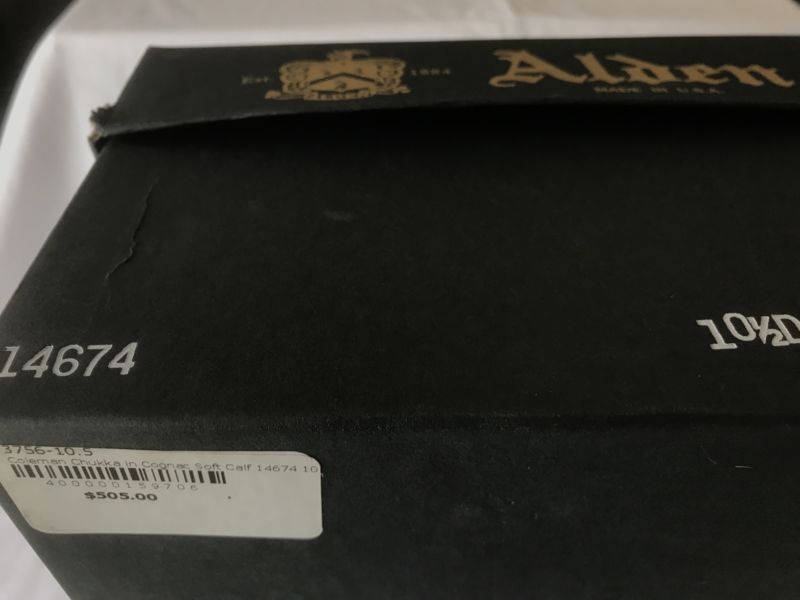 Est 1884
ALDEN
Alden
MADE IN U.S.A.
14674
10½D
3756-10.5
Coleman Chukka in Cognac Soft Calf 14674 10
400000159706
$505.00